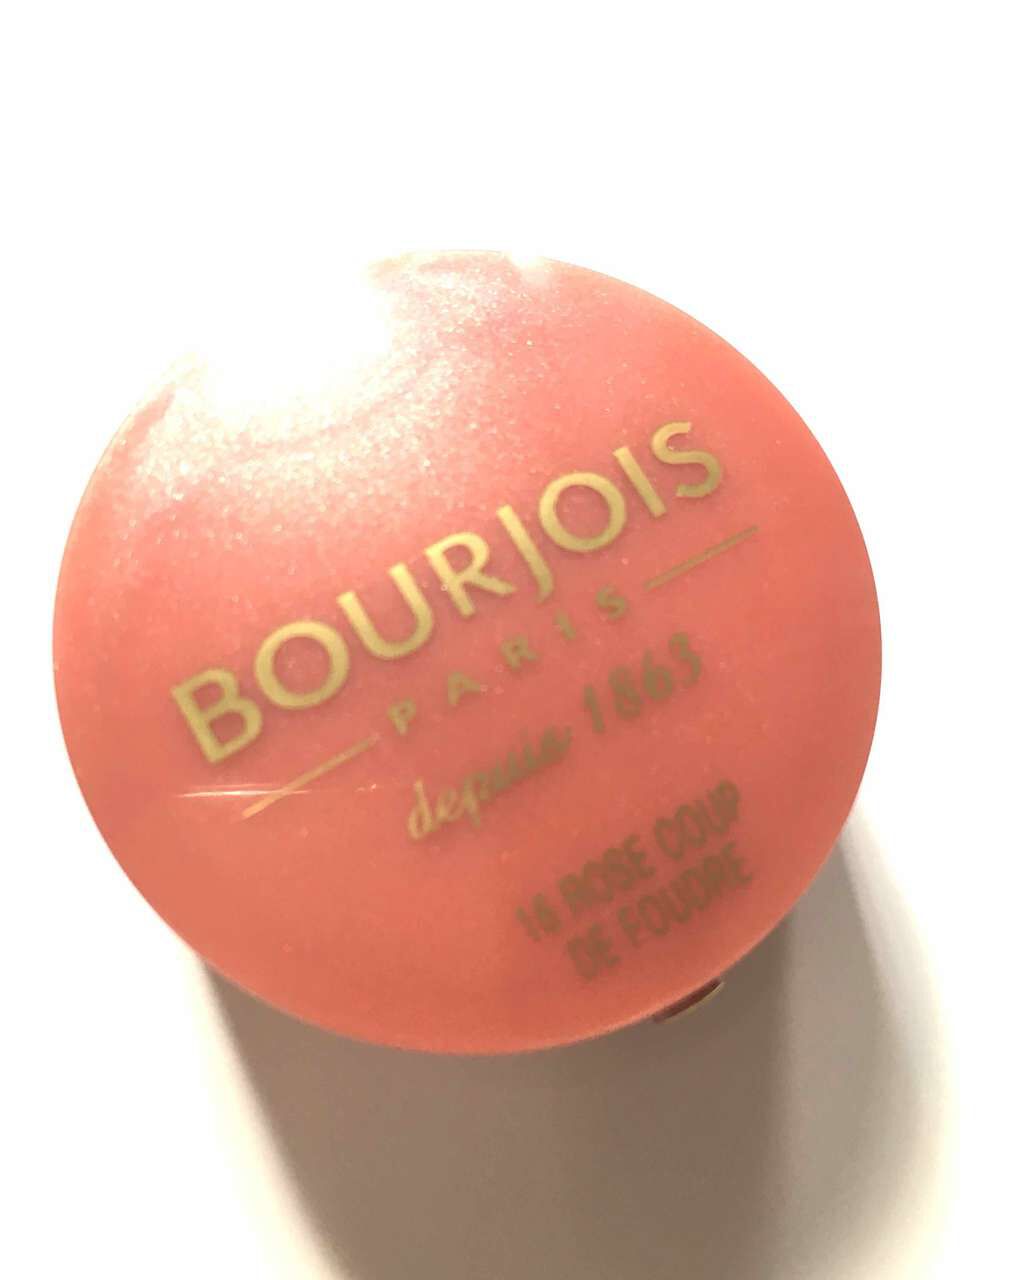 BOURJOIS
PARIS
depuis 1863
16 ROSE COUP
DE FOUDRE